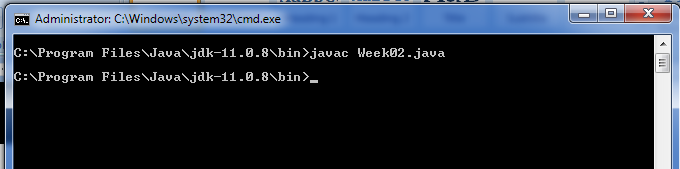 Administrator: C:\Windows\system32\cmd.exe
C:\Program Files\Java\jdk-11.0.8\bin>javac Week02.java
C:\Program Files\Java\jdk-11.0.8\bin>_